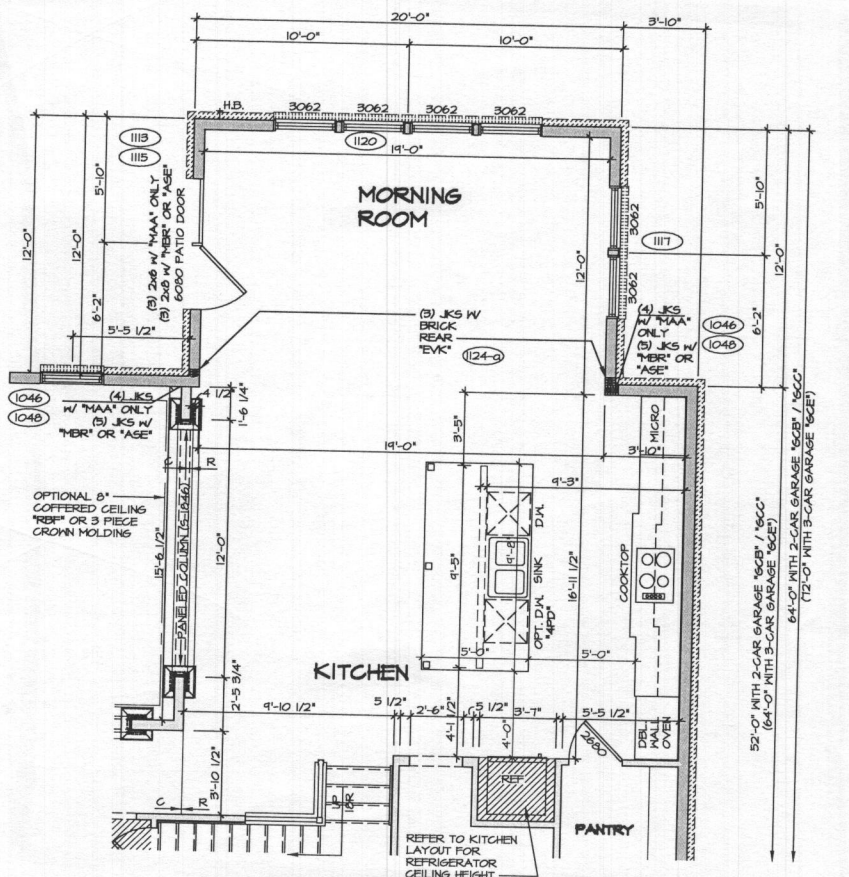 20'-0"
3'-10"
10'-0"
10'-0"
H.B.
3062
3062
3062
3062
1113
1115
1120
19'-0"
5'-10"
12'-0"
12'-0"
6'-2"
(3) 2x6 W/ "MAA" ONLY
(3) 2x8 W/ "MBR" OR "ASE"
6080 PATIO DOOR
MORNING
ROOM
12'-0"
3062
3062
1117
5'-10"
12'-0"
6'-2"
5'-5 1/2"
(3) JKS W/
BRICK
REAR
"EVK"
1124-a
(4) JKS
W/ "MAA"
ONLY
(5) JKS W/
"MBR" OR
"ASE"
1046
1048
1046
1048
(4) JKS
W/ "MAA" ONLY
(5) JKS W/
"MBR" OR "ASE"
4 1/2"
1'-6 1/4"
19'-0"
3'-5"
3'-10"
MICRO
C
R
9'-3"
OPTIONAL 8"
COFFERED CEILING
"RBF" OR 3 PIECE
CROWN MOLDING
15'-6 1/2"
PANELED COLUMN (S-1846)
12'-0"
9'-5"
D.W.
SINK
OPT. D.W.
"4PD"
16'-11 1/2"
COOKTOP
5'-0"
5'-0"
KITCHEN
2'-5 3/4"
9'-10 1/2"
5 1/2"
2'-6"
5 1/2"
3'-7"
5'-5 1/2"
4'-1 1/2"
4'-0"
2680
DBL
WALL
OVEN
3'-10 1/2"
C
R
UP
18R
REF.
PANTRY
REFER TO KITCHEN
LAYOUT FOR
REFRIGERATOR
CEILING HEIGHT
52'-0" WITH 2-CAR GARAGE "GCB" / "GCC"
(64'-0" WITH 3-CAR GARAGE "GCE")
64'-0" WITH 2-CAR GARAGE "GCB" / "GCC"
(72'-0" WITH 3-CAR GARAGE "GCE")